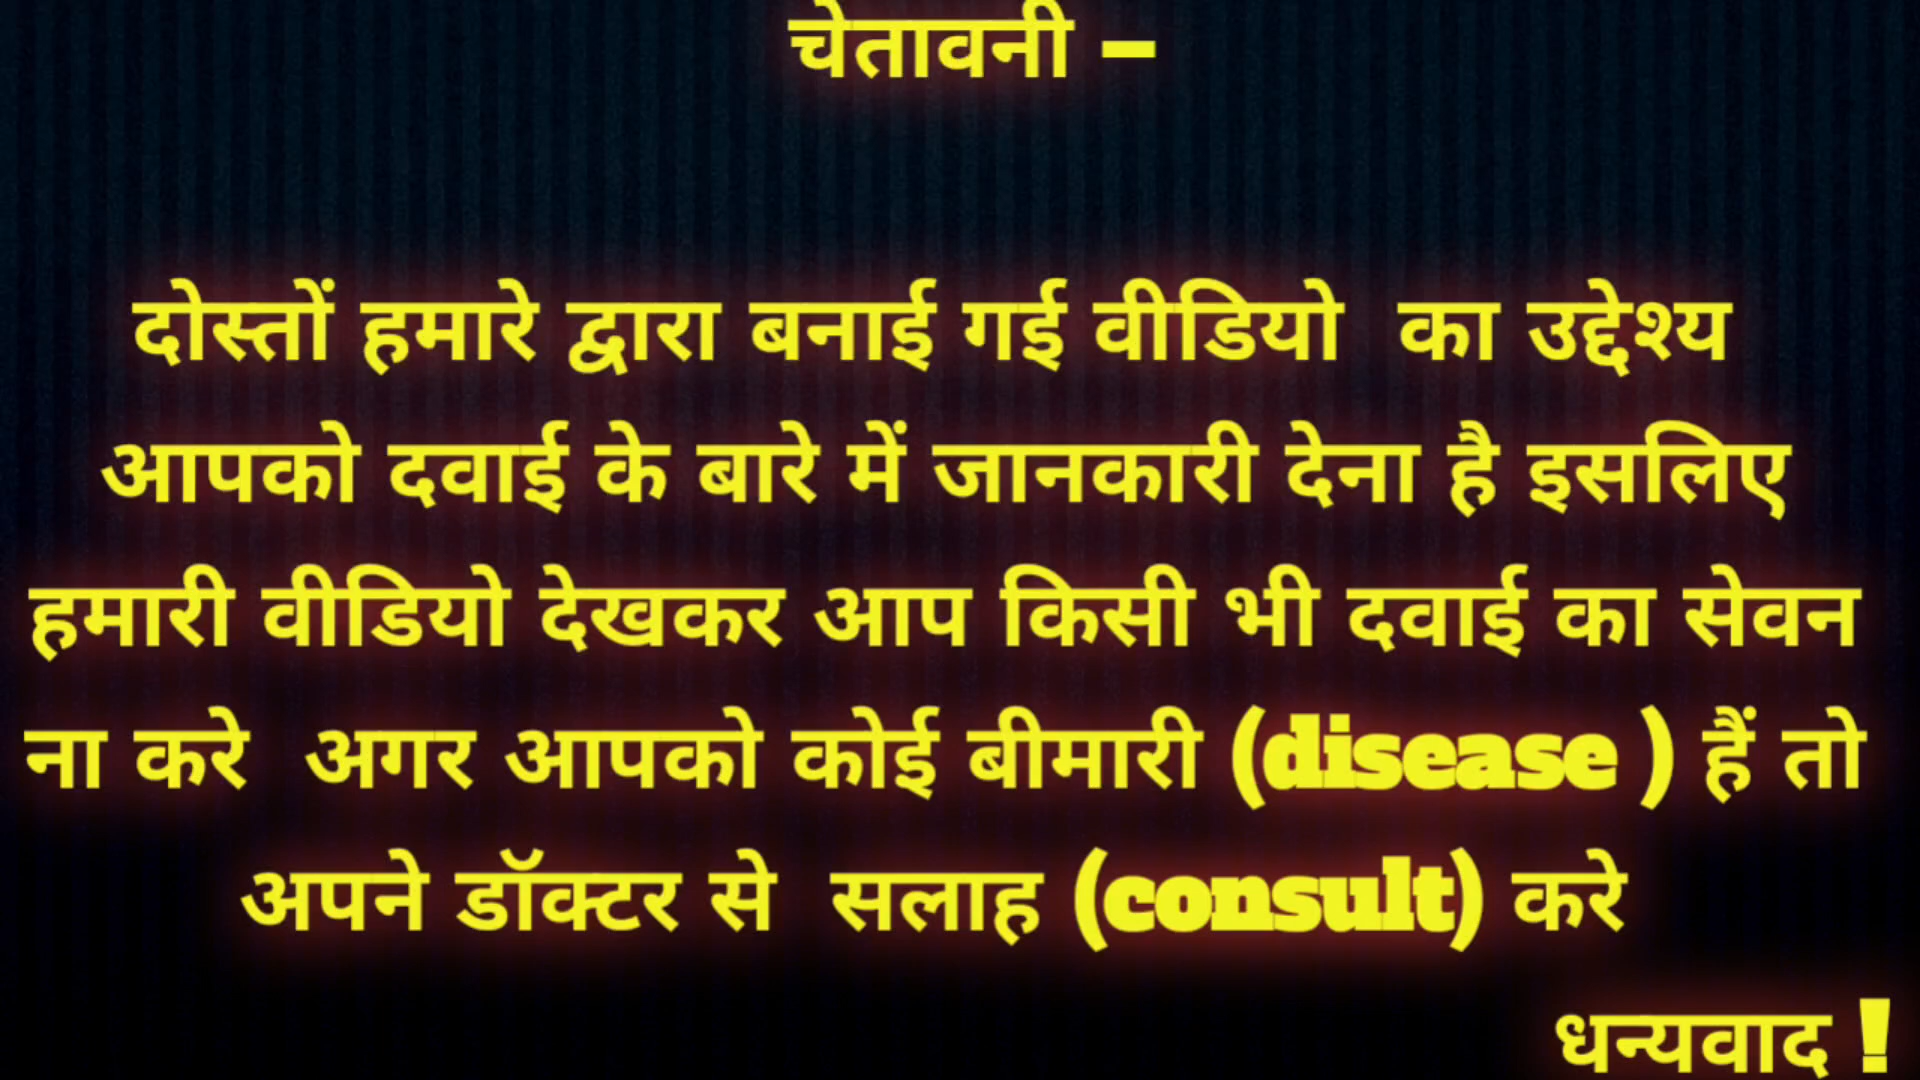 चेतावनी –
दोस्तों हमारे द्वारा बनाई गई वीडियो का उद्देश्य
आपको दवाई के बारे में जानकारी देना है इसलिए
हमारी वीडियो देखकर आप किसी भी दवाई का सेवन
ना करे अगर आपको कोई बीमारी (disease ) हैं तो
अपने डॉक्टर से सलाह (consult) करे
धन्यवाद !